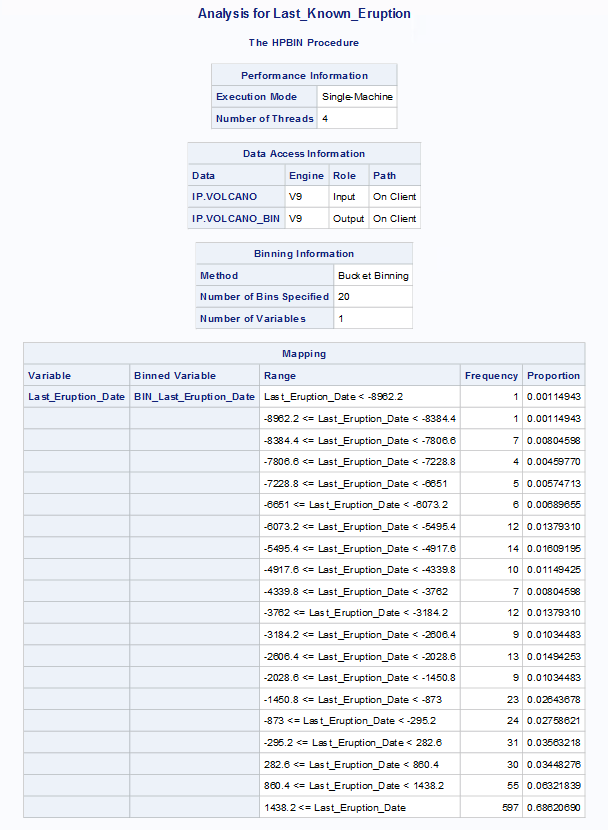 Analysis for Last_Known_Eruption
The HPBIN Procedure
Performance Information
Execution Mode Single-Machine
Number of Threads 4
Data Access Information
Data Engine Role Path
IP.VOLCANO V9 Input On Client
IP.VOLCANO_BIN V9 Output On Client
Binning Information
Method Bucket Binning
Number of Bins Specified 20
Number of Variables 1
Mapping
Variable Binned Variable Range Frequency Proportion
Last_Eruption_Date BIN_Last_Eruption_Date Last_Eruption_Date < -8962.2 1 0.00114943
-8962.2 <= Last_Eruption_Date < -8384.4 1 0.00114943
-8384.4 <= Last_Eruption_Date < -7806.6 7 0.00804598
-7806.6 <= Last_Eruption_Date < -7228.8 4 0.00459770
-7228.8 <= Last_Eruption_Date < -6651 5 0.00574713
-6651 <= Last_Eruption_Date < -6073.2 6 0.00689655
-6073.2 <= Last_Eruption_Date < -5495.4 12 0.01379310
-5495.4 <= Last_Eruption_Date < -4917.6 14 0.01609195
-4917.6 <= Last_Eruption_Date < -4339.8 10 0.01149425
-4339.8 <= Last_Eruption_Date < -3762 7 0.00804598
-3762 <= Last_Eruption_Date < -3184.2 12 0.01379310
-3184.2 <= Last_Eruption_Date < -2606.4 9 0.01034483
-2606.4 <= Last_Eruption_Date < -2028.6 13 0.01494253
-2028.6 <= Last_Eruption_Date < -1450.8 9 0.01034483
-1450.8 <= Last_Eruption_Date < -873 23 0.02643678
-873 <= Last_Eruption_Date < -295.2 24 0.02758621
-295.2 <= Last_Eruption_Date < 282.6 31 0.03563218
282.6 <= Last_Eruption_Date < 860.4 30 0.03448276
860.4 <= Last_Eruption_Date < 1438.2 55 0.06321839
1438.2 <= Last_Eruption_Date 597 0.68620690